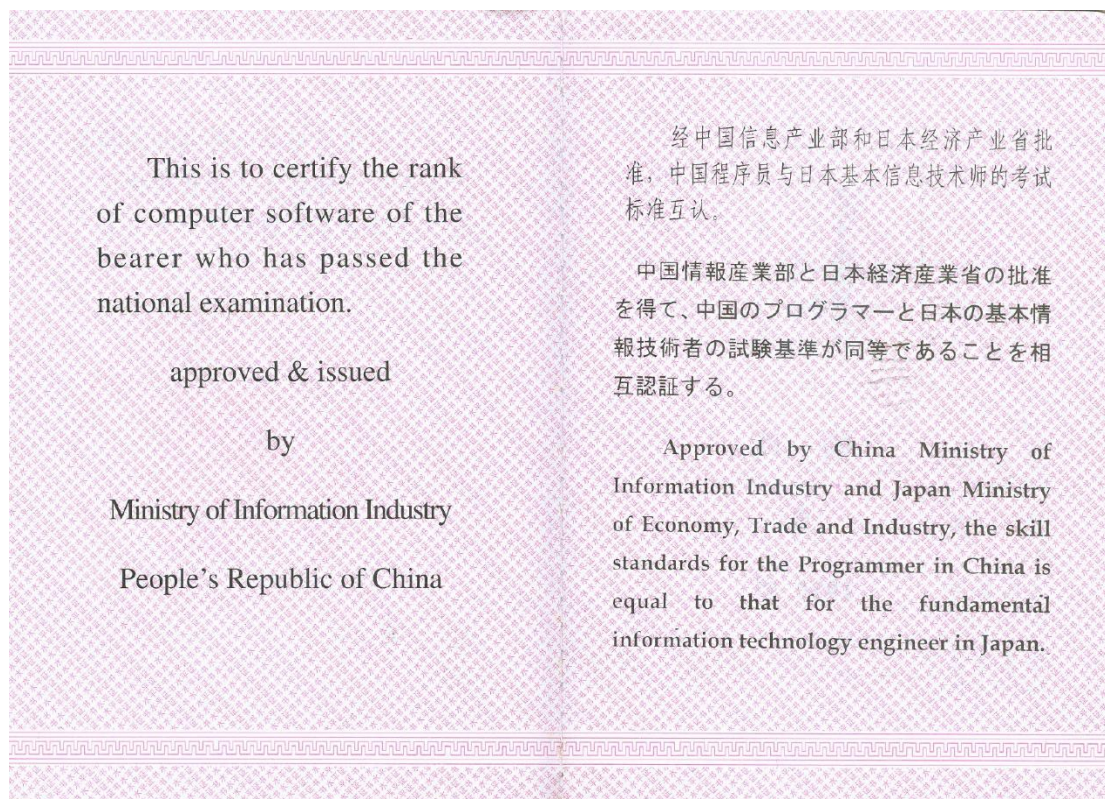 This is to certify the rank
of computer software of the
bearer who has passed the
national examination.
approved & issued
by
Ministry of Information Industry
People's Republic of China
经中国信息产业部和日本经济产业省批
准，中国程序员与日本基本信息技术师的考试
标准互认。
中国情報産業部と日本経済産業省の批准
を得て、中国のプログラマーと日本の基本情
報技術者の試験基準が同等であることを相
互認証する。
Approved by China Ministry of
Information Industry and Japan Ministry
of Economy, Trade and Industry, the skill
standards for the Programmer in China is
equal to that for the fundamental
information technology engineer in Japan.